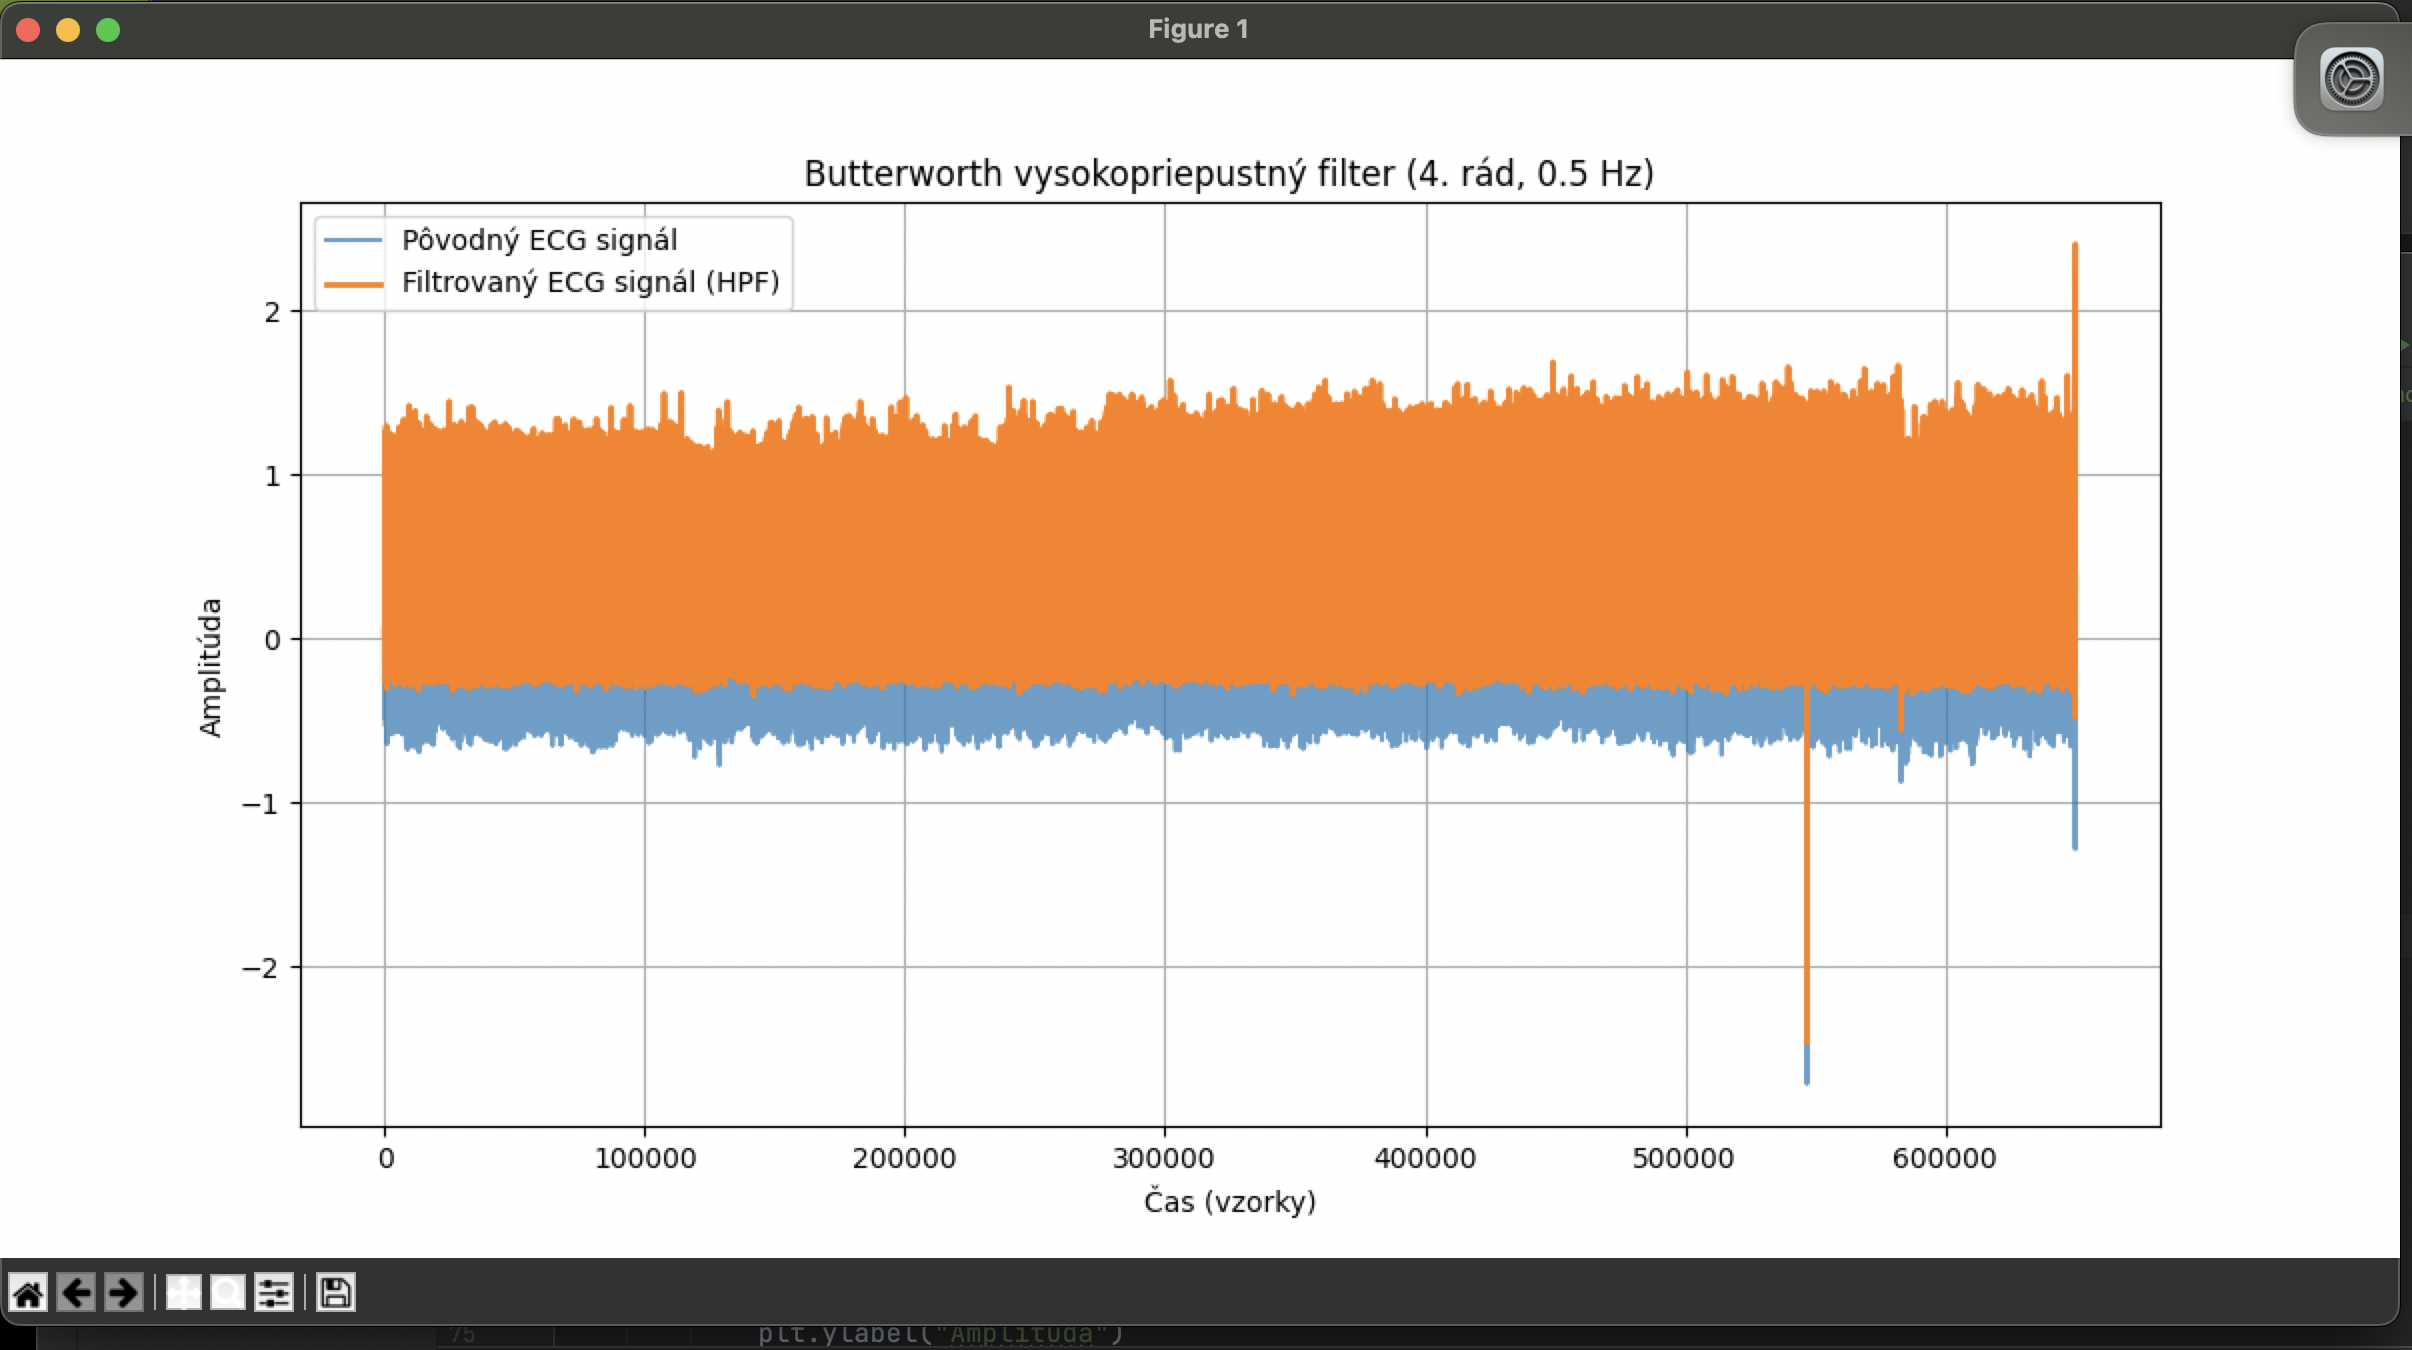 Figure 1
Butterworth vysokopriepustný filter (4. rád, 0.5 Hz)
Pôvodný ECG signál
Filtrovaný ECG signál (HPF)
2
1
0
−1
−2
Amplitúda
0
100000
200000
300000
400000
500000
600000
Čas (vzorky)
75
plt.ylabel("Amplitúda")